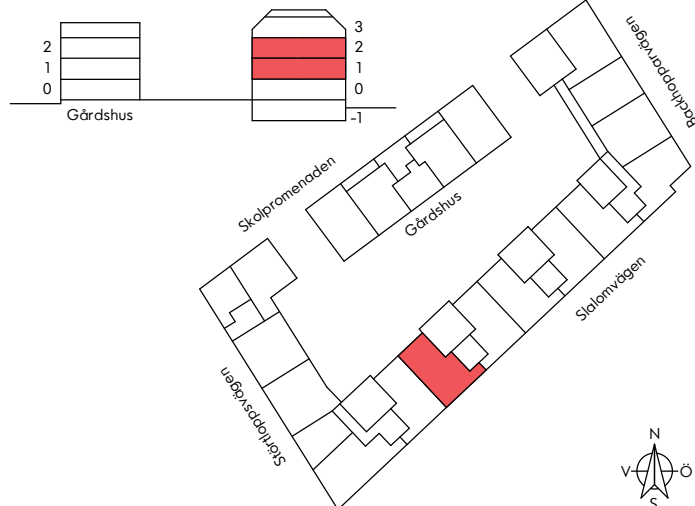 3
2
2
1
1
0
0
-1
Gårdshus
Backhopparvägen
Skolpromenaden
Gårdshus
Slalomvägen
Störtloppsvägen
N
V
Ö
S